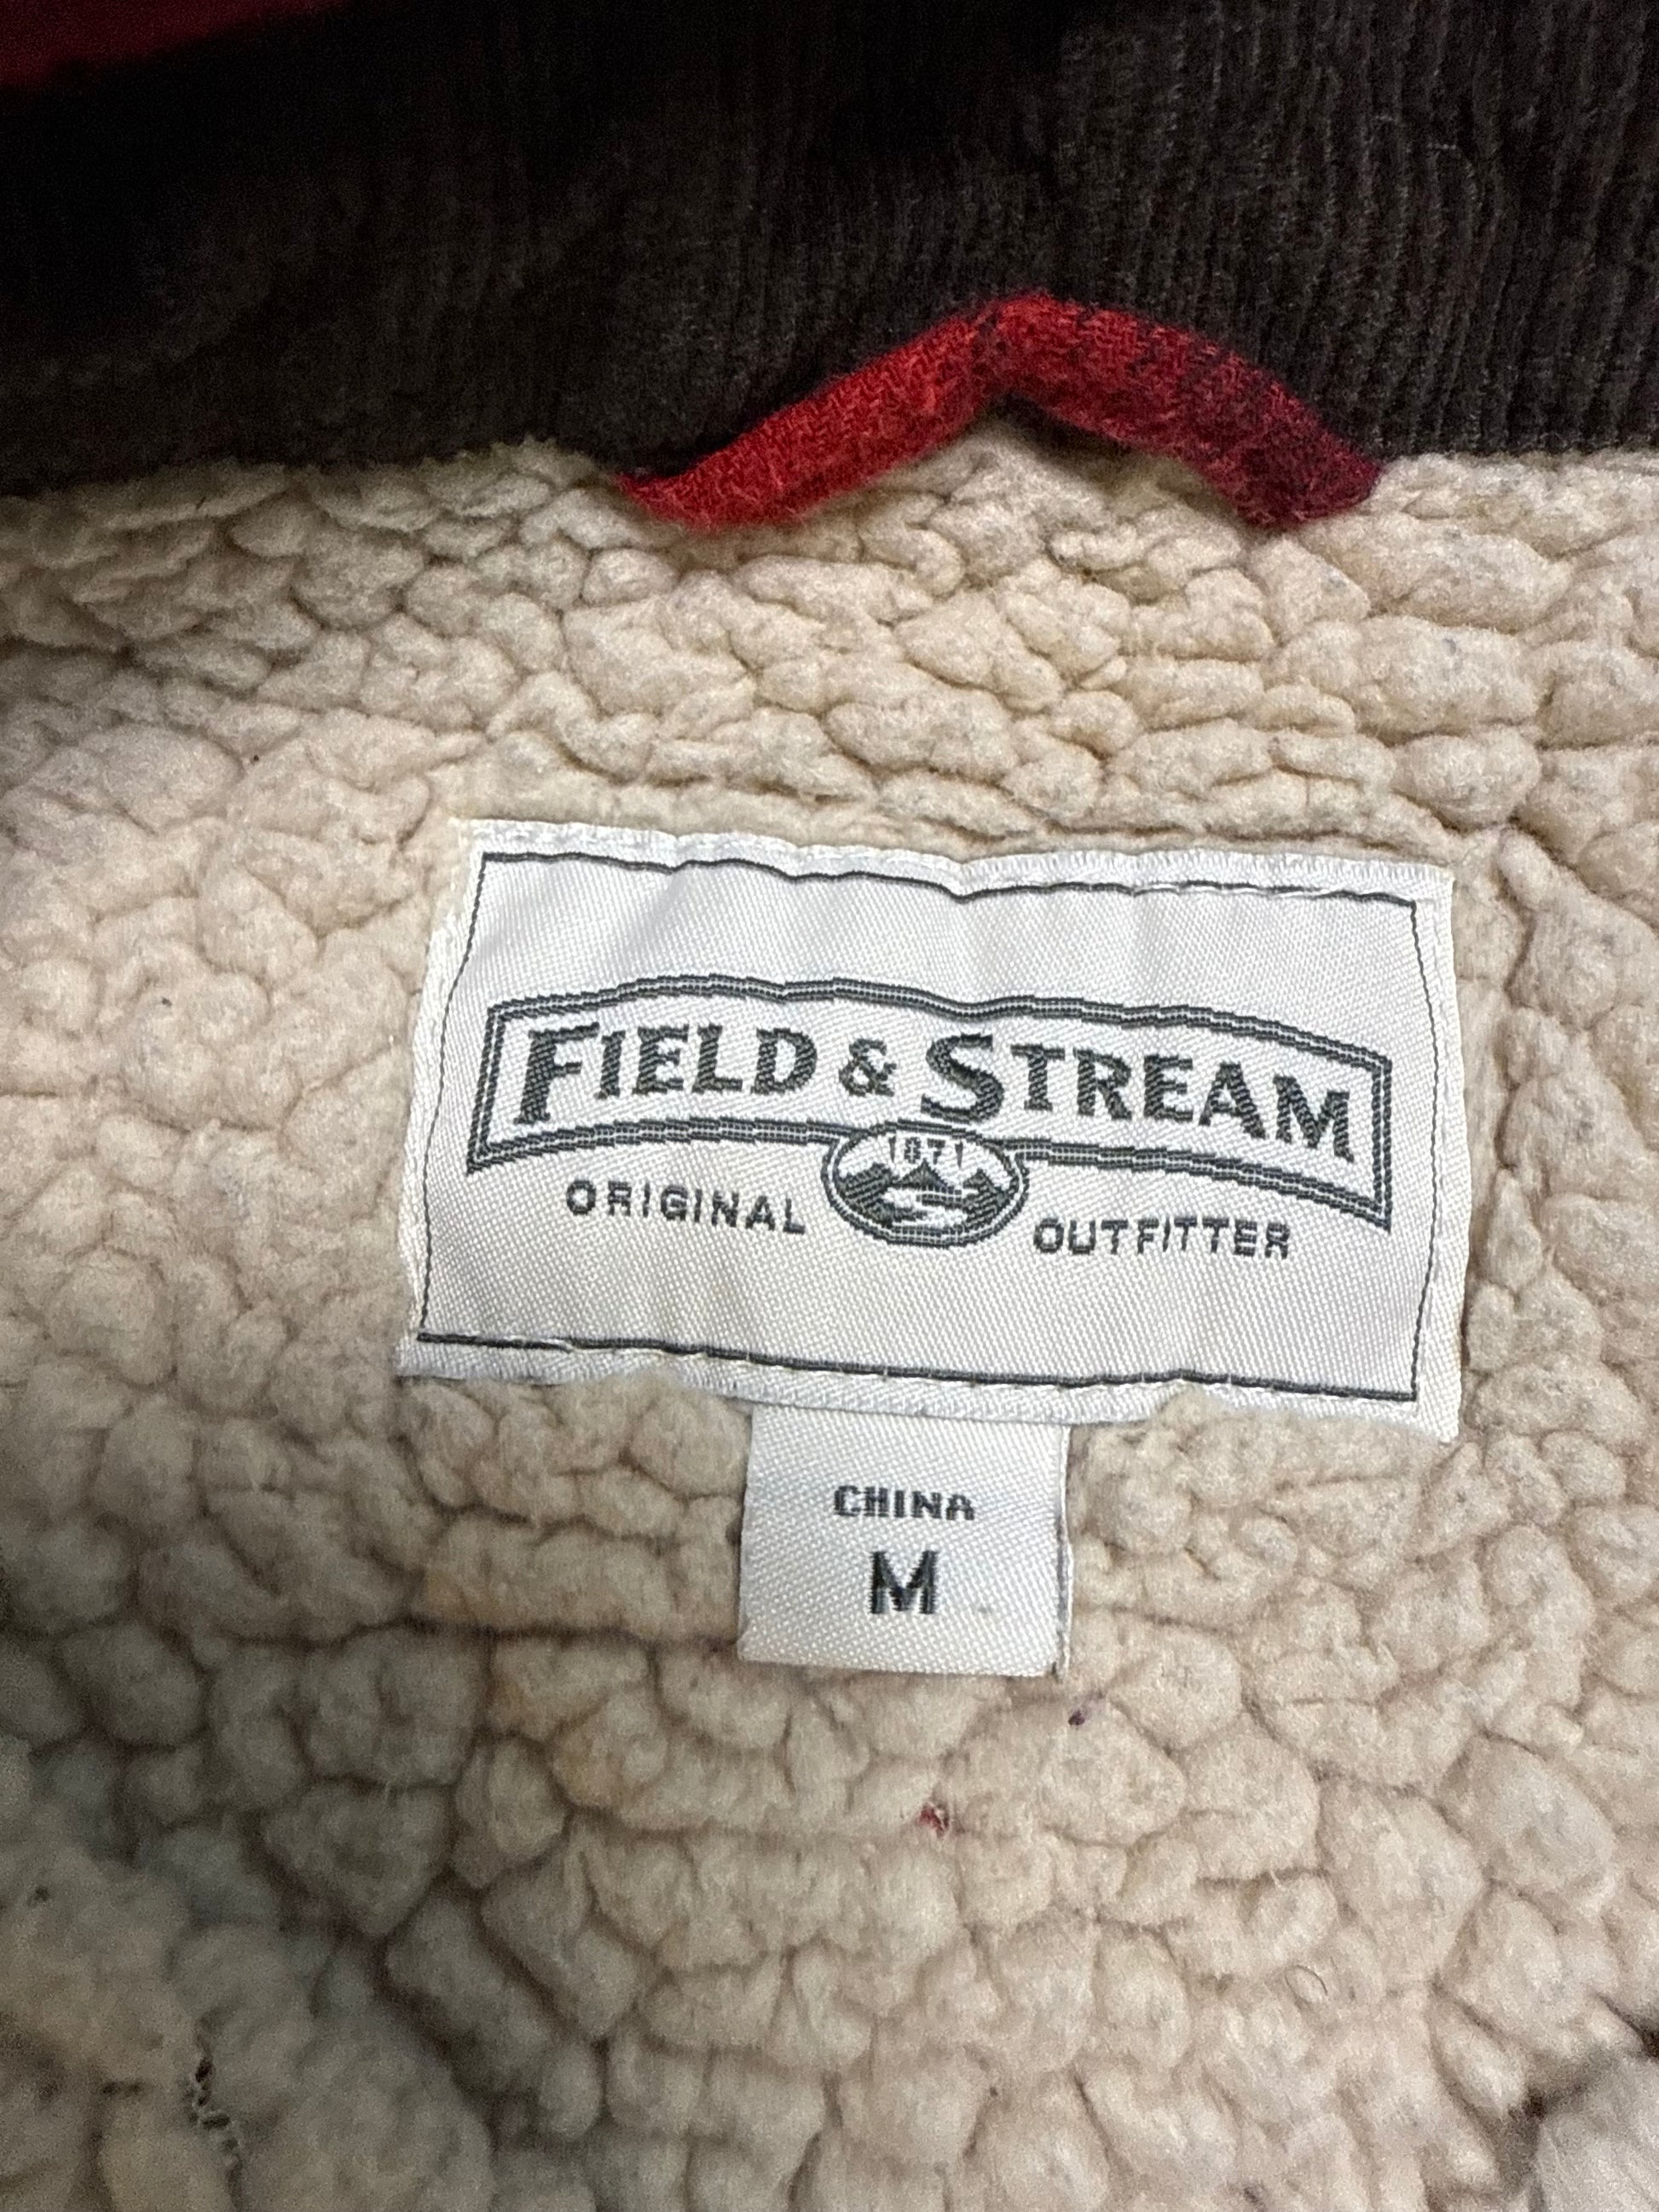 FIELD & STREAM
1871
ORIGINAL OUTFITTER
CHINA
M